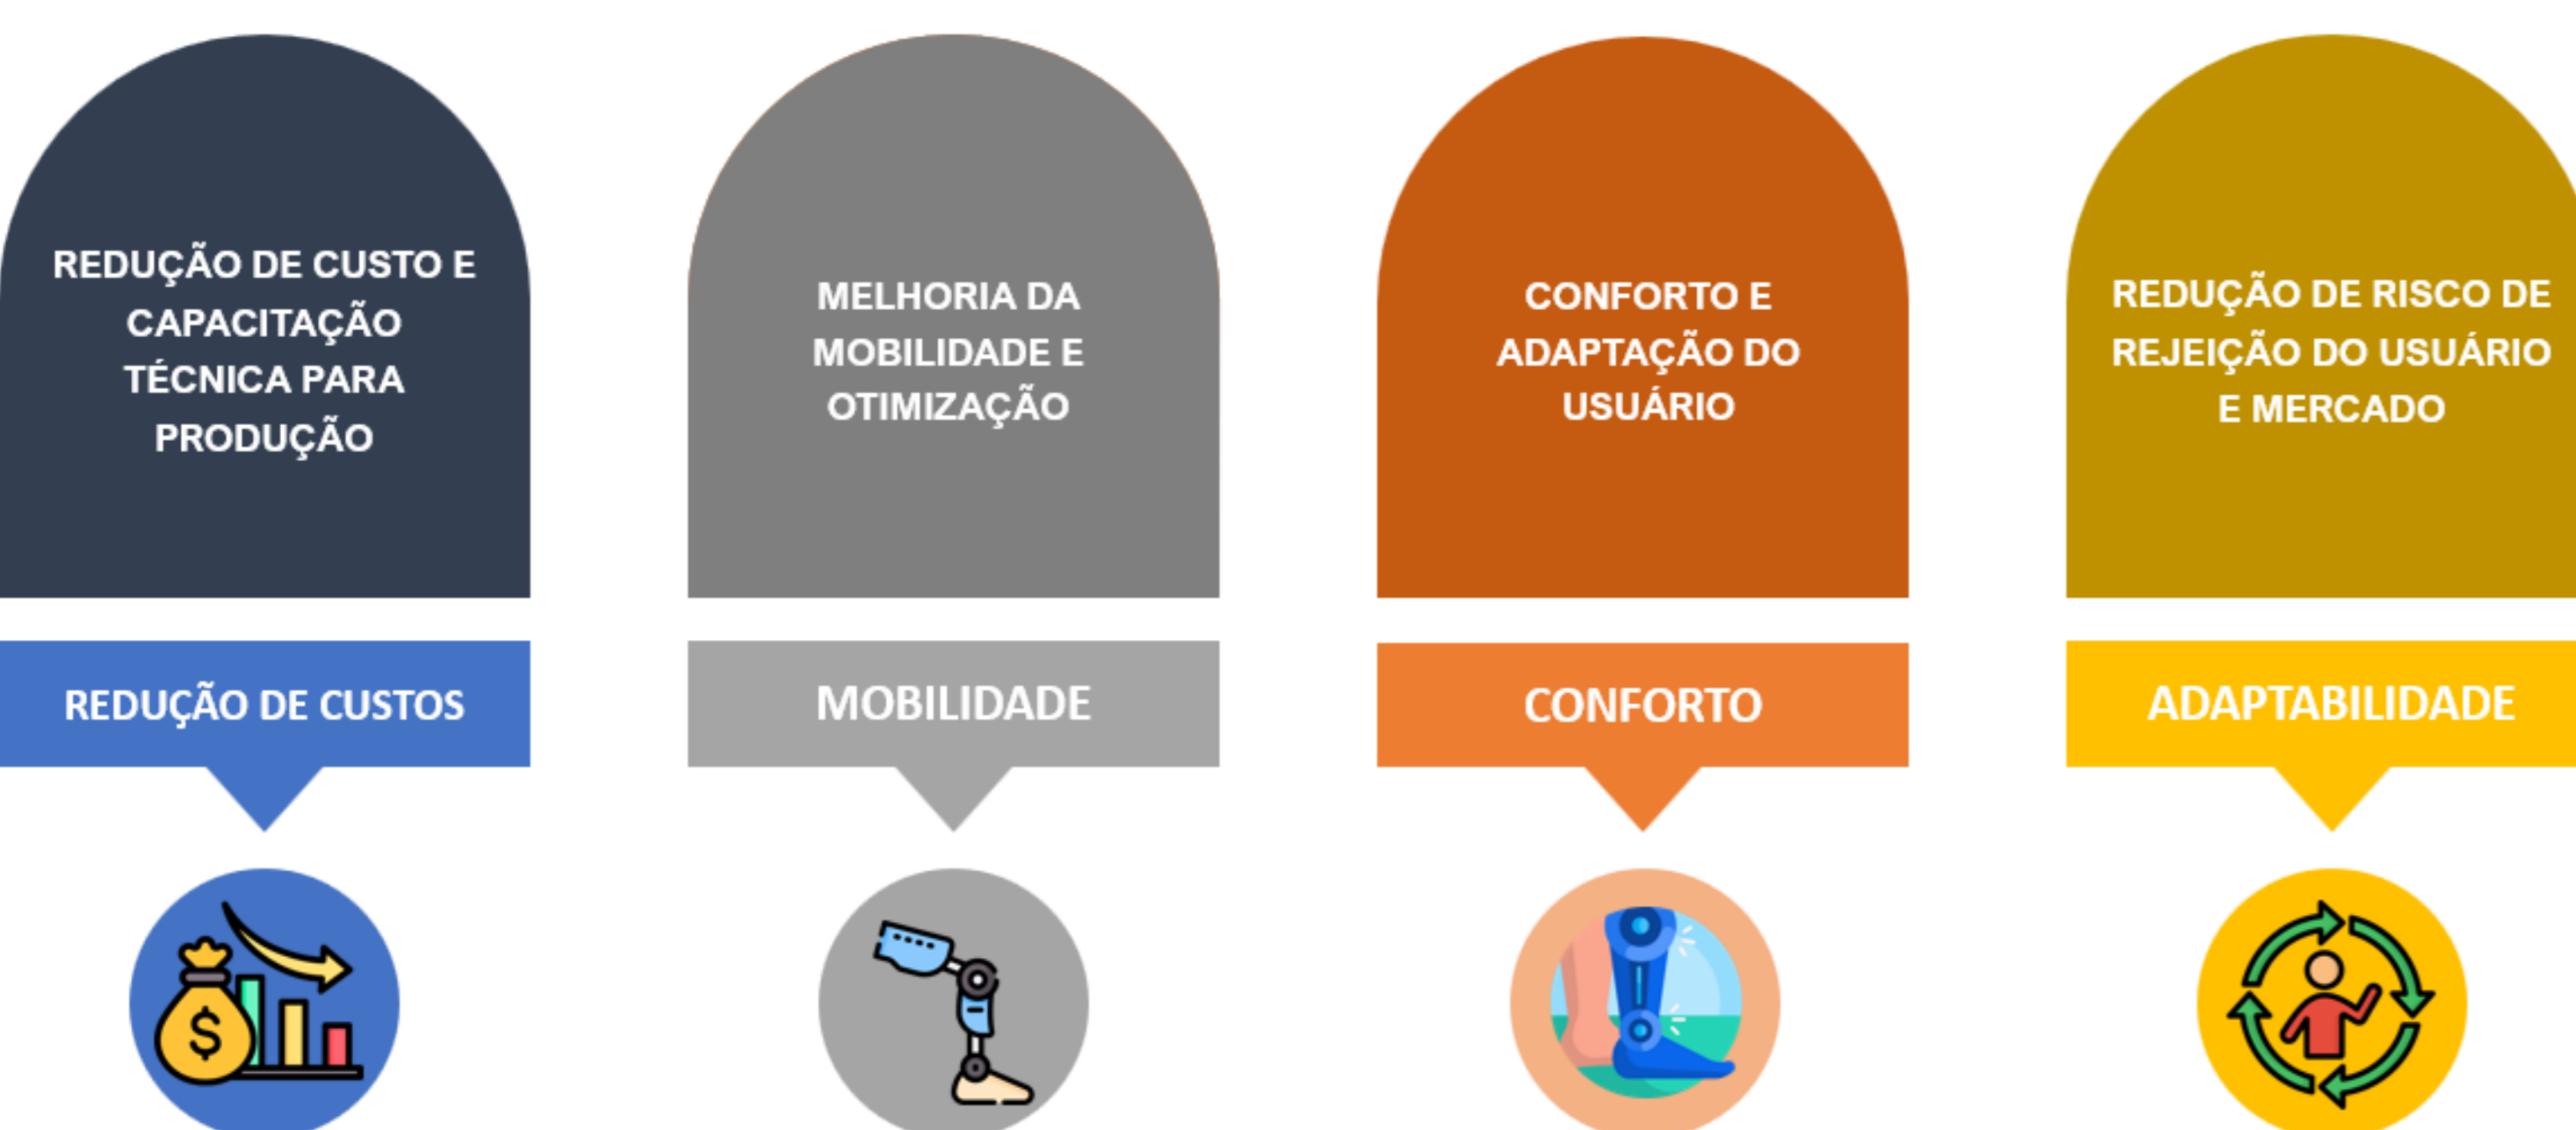 REDUÇÃO DE CUSTO E
CAPACITAÇÃO
TÉCNICA PARA
PRODUÇÃO
REDUÇÃO DE CUSTOS
$
MELHORIA DA
MOBILIDADE E
OTIMIZAÇÃO
MOBILIDADE
CONFORTO E
ADAPTAÇÃO DO
USUÁRIO
CONFORTO
REDUÇÃO DE RISCO DE
REJEIÇÃO DO USUÁRIO
E MERCADO
ADAPTABILIDADE